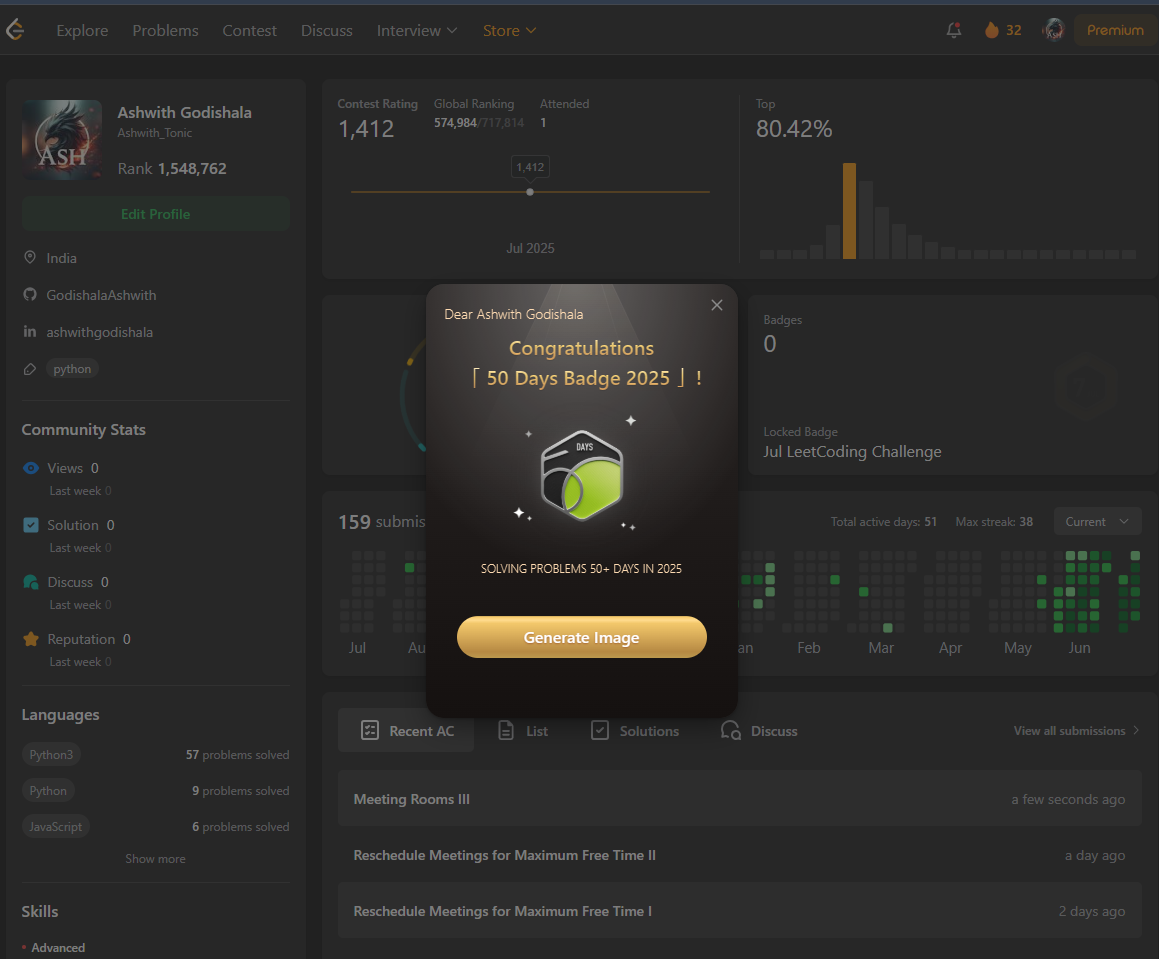 Explore Problems Contest Discuss Interview Store 32 Premium
Ashwith Godishala
Ashwith_Tonic
Rank 1,548,762
ASH
Edit Profile
India
GodishalaAshwith
ashwithgodishala
python
Community Stats
Views 0
Last week 0
Solution 0
Last week 0
Discuss 0
Last week 0
Reputation 0
Last week 0
Languages
Python3 57 problems solved
Python 9 problems solved
JavaScript 6 problems solved
Show more
Skills
Advanced
Contest Rating Global Ranking Attended
1,412 574,984/717,814 1
1,412
Jul 2025
Top
80.42%
Dear Ashwith Godishala
Congratulations
「 50 Days Badge 2025 」 !
DAYS
SOLVING PROBLEMS 50+ DAYS IN 2025
Generate Image
Badges
0
Locked Badge
Jul LeetCoding Challenge
159 submis
Total active days: 51 Max streak: 38 Current
Jul Au an Feb Mar Apr May Jun
Recent AC List Solutions Discuss View all submissions
Meeting Rooms III a few seconds ago
Reschedule Meetings for Maximum Free Time II a day ago
Reschedule Meetings for Maximum Free Time I 2 days ago